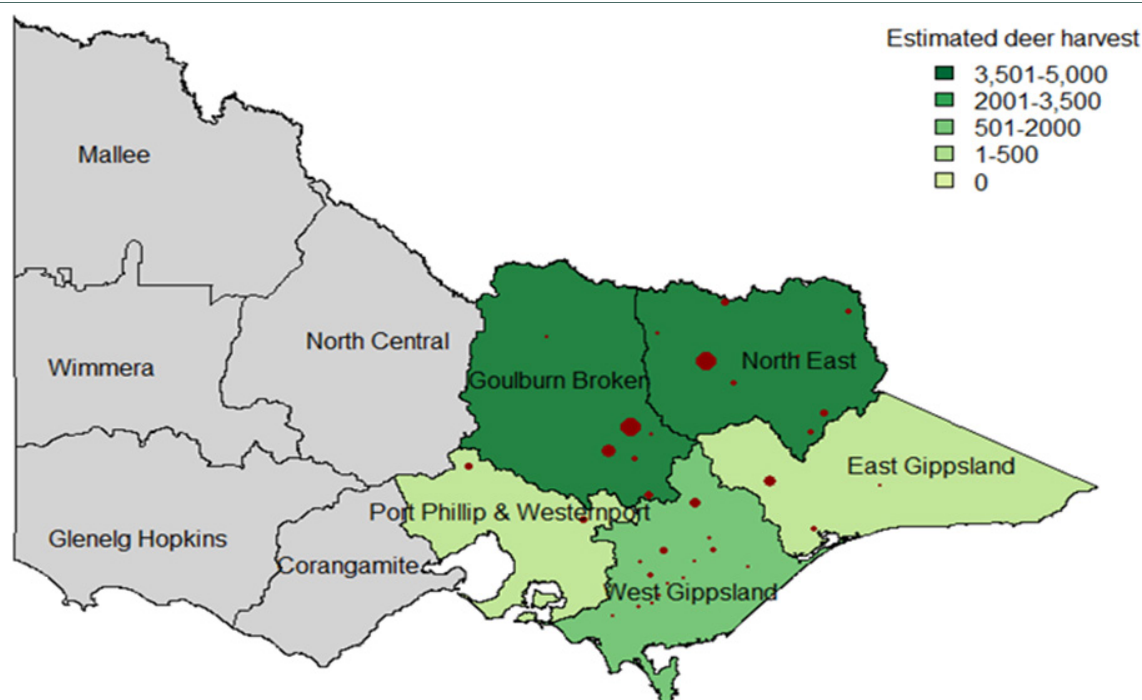 Estimated deer harvest
3,501-5,000
2001-3,500
501-2000
1-500
0
Mallee
North Central
Wimmera
Goulburn Broken
North East
East Gippsland
Port Phillip & Westernport
Glenelg Hopkins
Corangamite
West Gippsland